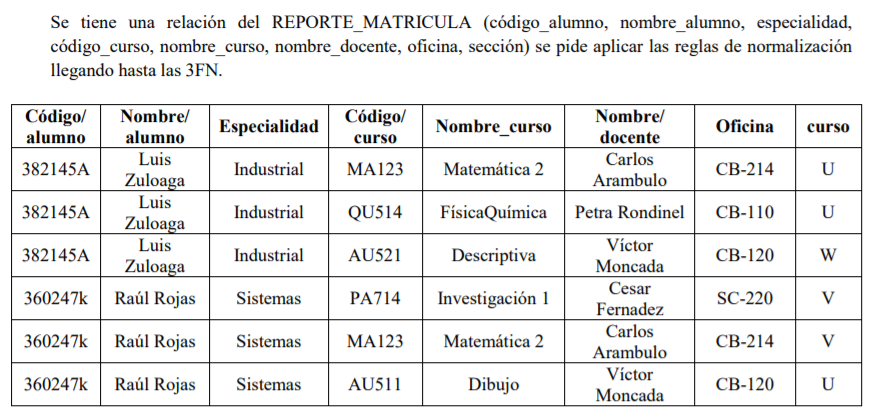 Se tiene una relación del REPORTE_MATRICULA (código_alumno, nombre_alumno, especialidad,
código_curso, nombre_curso, nombre_docente, oficina, sección) se pide aplicar las reglas de normalización
llegando hasta las 3FN.
Código/ alumno Nombre/ alumno Especialidad Código/ curso Nombre_curso Nombre/ docente Oficina curso
382145A Luis Zuloaga Industrial MA123 Matemática 2 Carlos Arambulo CB-214 U
382145A Luis Zuloaga Industrial QU514 FísicaQuímica Petra Rondinel CB-110 U
382145A Luis Zuloaga Industrial AU521 Descriptiva Víctor Moncada CB-120 W
360247k Raúl Rojas Sistemas PA714 Investigación 1 Cesar Fernadez SC-220 V
360247k Raúl Rojas Sistemas MA123 Matemática 2 Carlos Arambulo CB-214 V
360247k Raúl Rojas Sistemas AU511 Dibujo Víctor Moncada CB-120 U